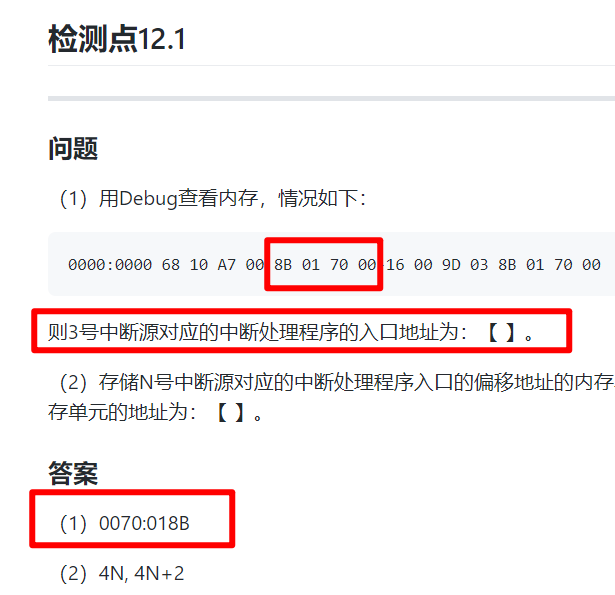 检测点12.1
问题
（1）用Debug查看内存，情况如下：
0000:0000 68 10 A7 00 8B 01 70 00 16 00 9D 03 8B 01 70 00
则3号中断源对应的中断处理程序的入口地址为：【 】。
（2）存储N号中断源对应的中断处理程序入口的偏移地址的内存
存单元的地址为：【 】。
答案
（1）0070:018B
（2）4N, 4N+2